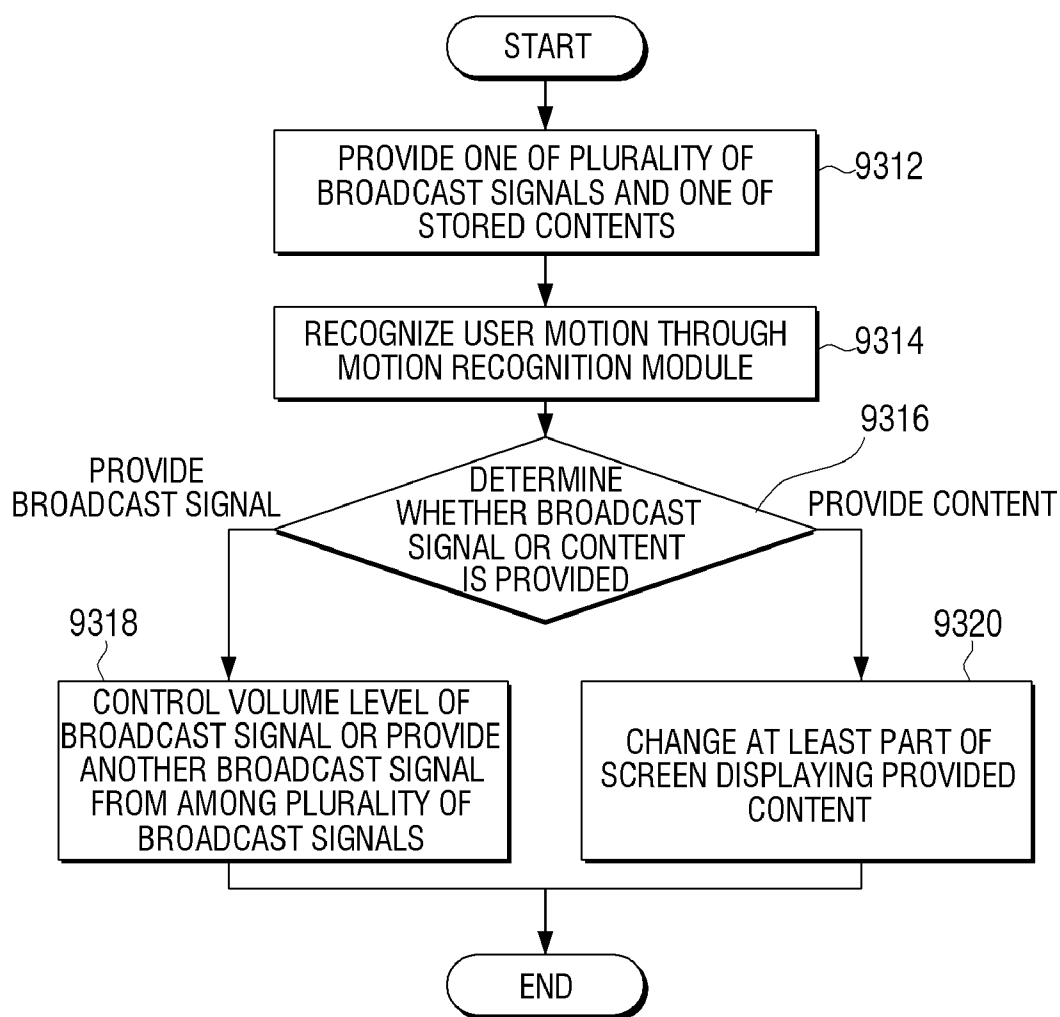 START
PROVIDE ONE OF PLURALITY OF
BROADCAST SIGNALS AND ONE OF
STORED CONTENTS
9312
RECOGNIZE USER MOTION THROUGH
MOTION RECOGNITION MODULE
9314
9316
PROVIDE
BROADCAST SIGNAL
DETERMINE
WHETHER BROADCAST
SIGNAL OR CONTENT
IS PROVIDED
PROVIDE CONTENT
9318
CONTROL VOLUME LEVEL OF
BROADCAST SIGNAL OR PROVIDE
ANOTHER BROADCAST SIGNAL
FROM AMONG PLURALITY OF
BROADCAST SIGNALS
9320
CHANGE AT LEAST PART OF
SCREEN DISPLAYING PROVIDED
CONTENT
END